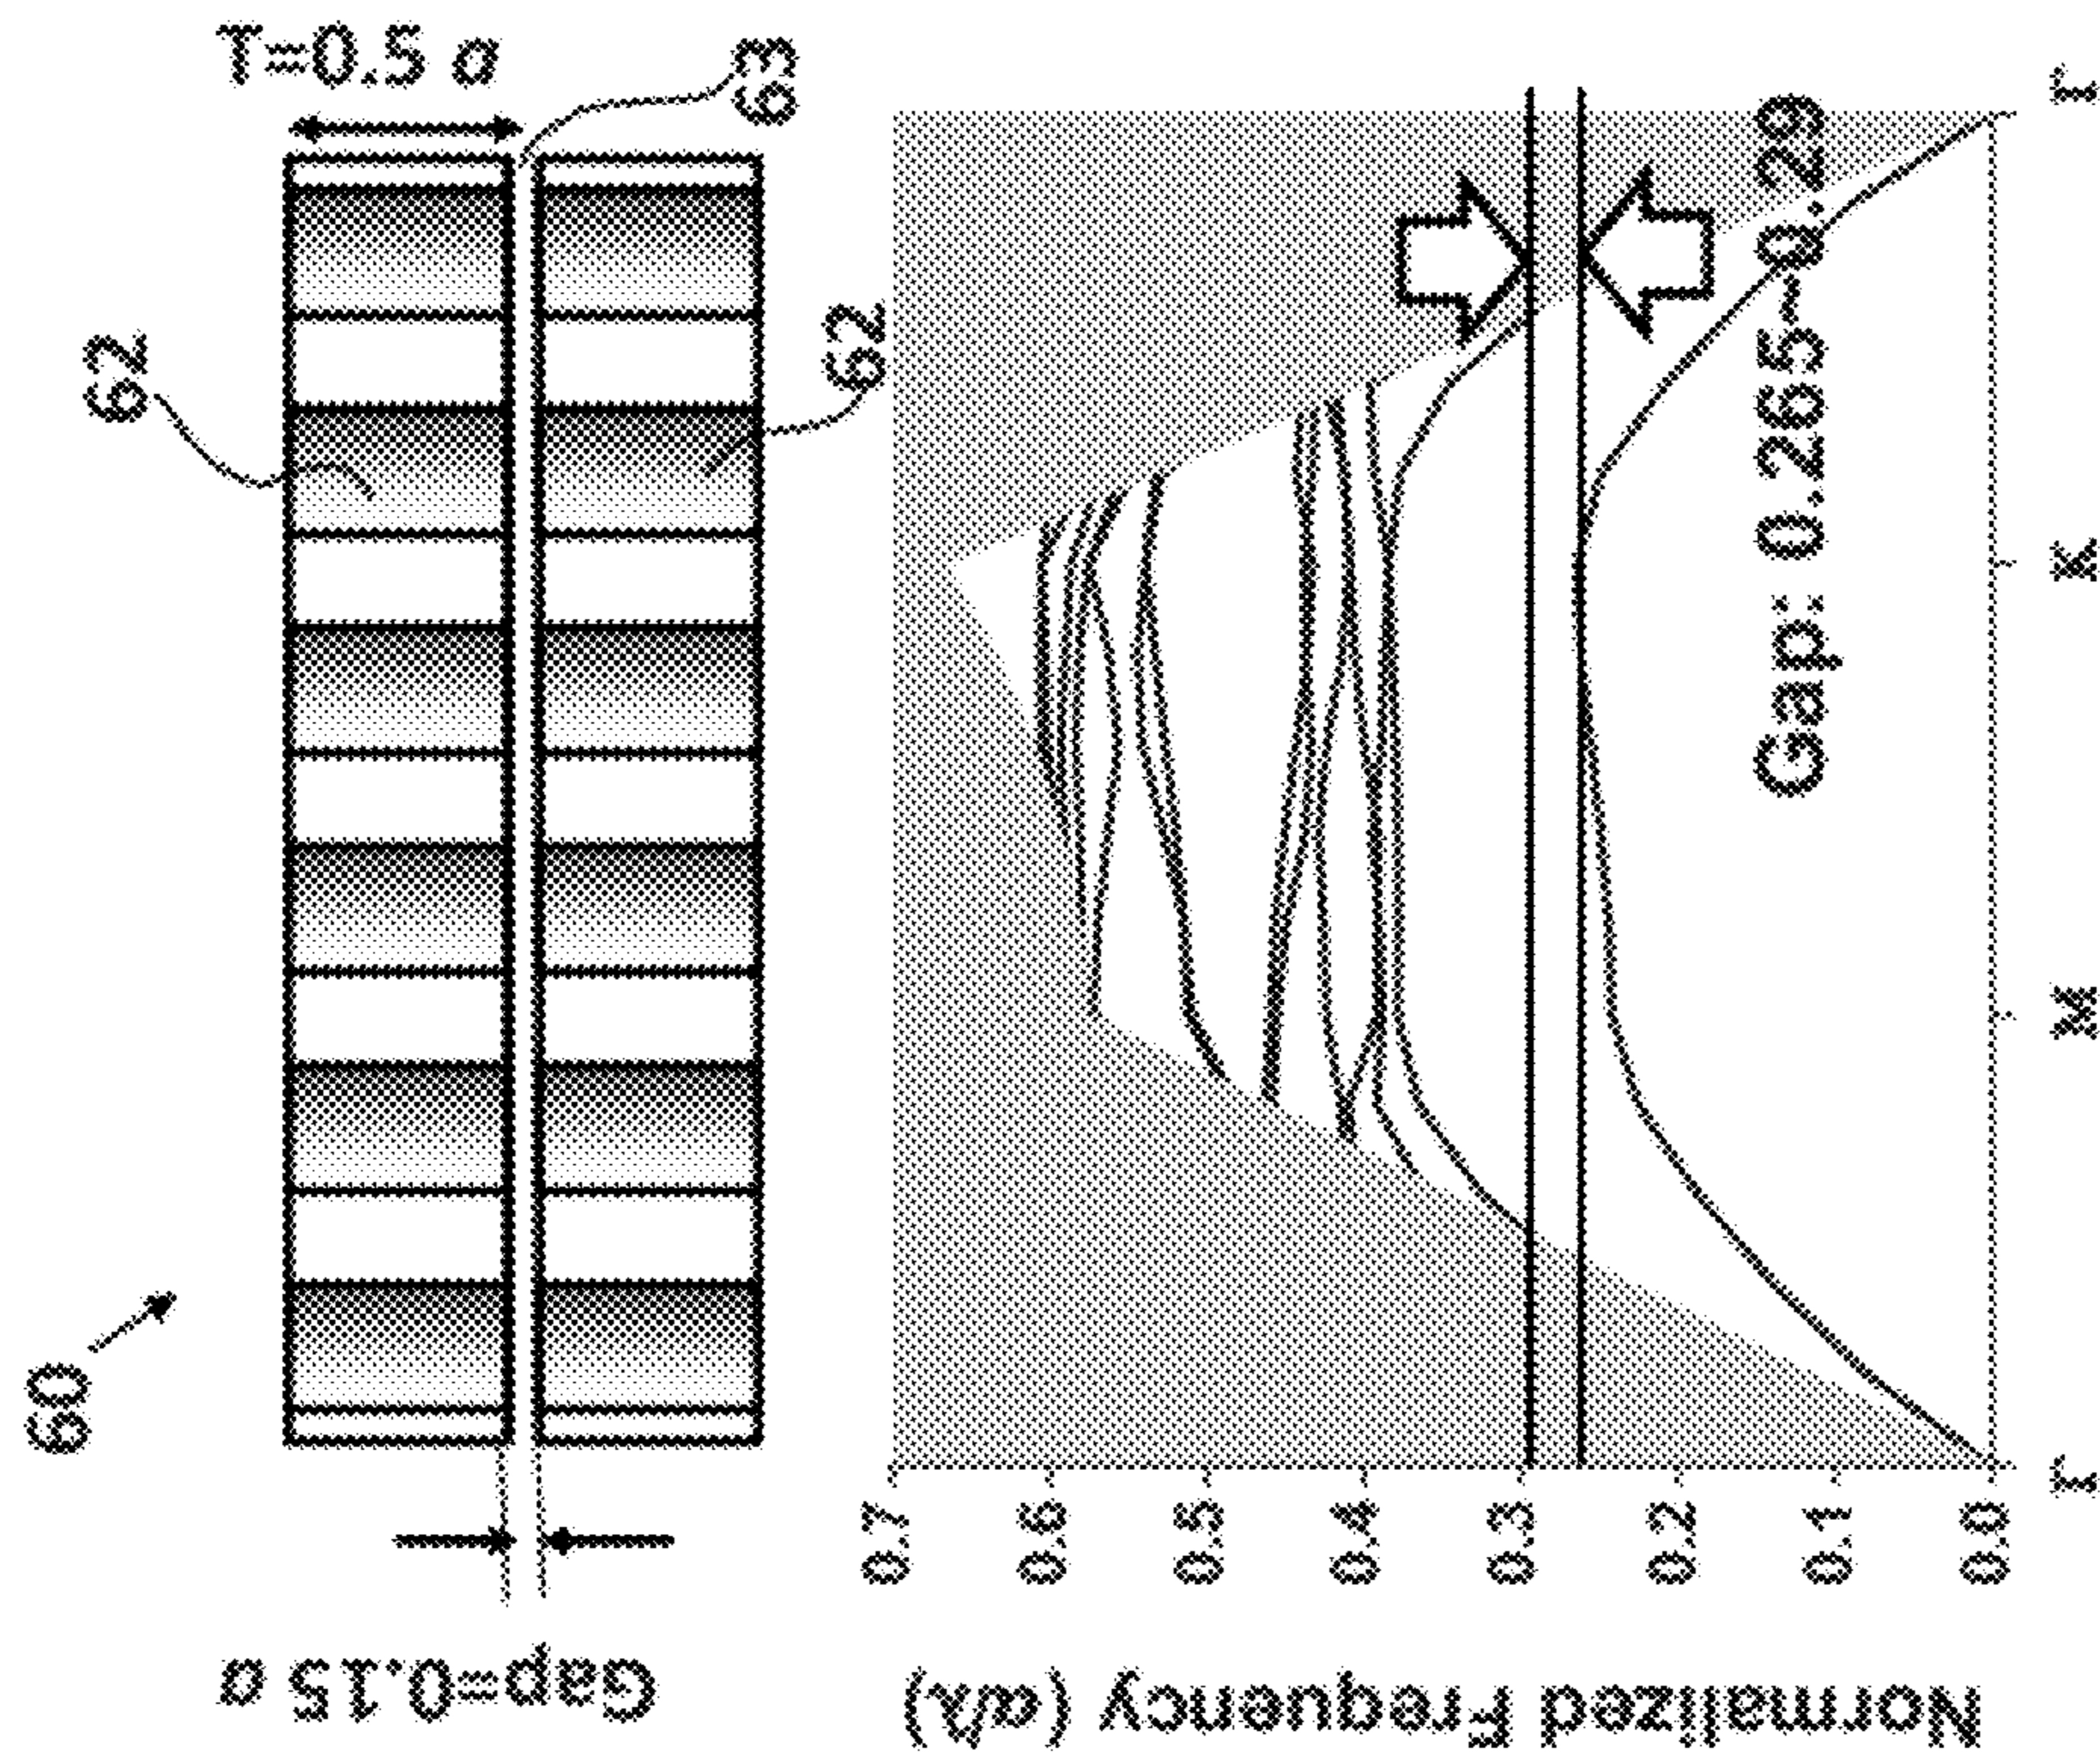 60
62
T=0.5 a
63
62
Gap=0.15 a
Normalized Frequency (a/λ)
0.7
0.6
0.5
0.4
0.3
0.2
0.1
0.0
Gap: 0.265~0.29
Γ
M
K
Γ